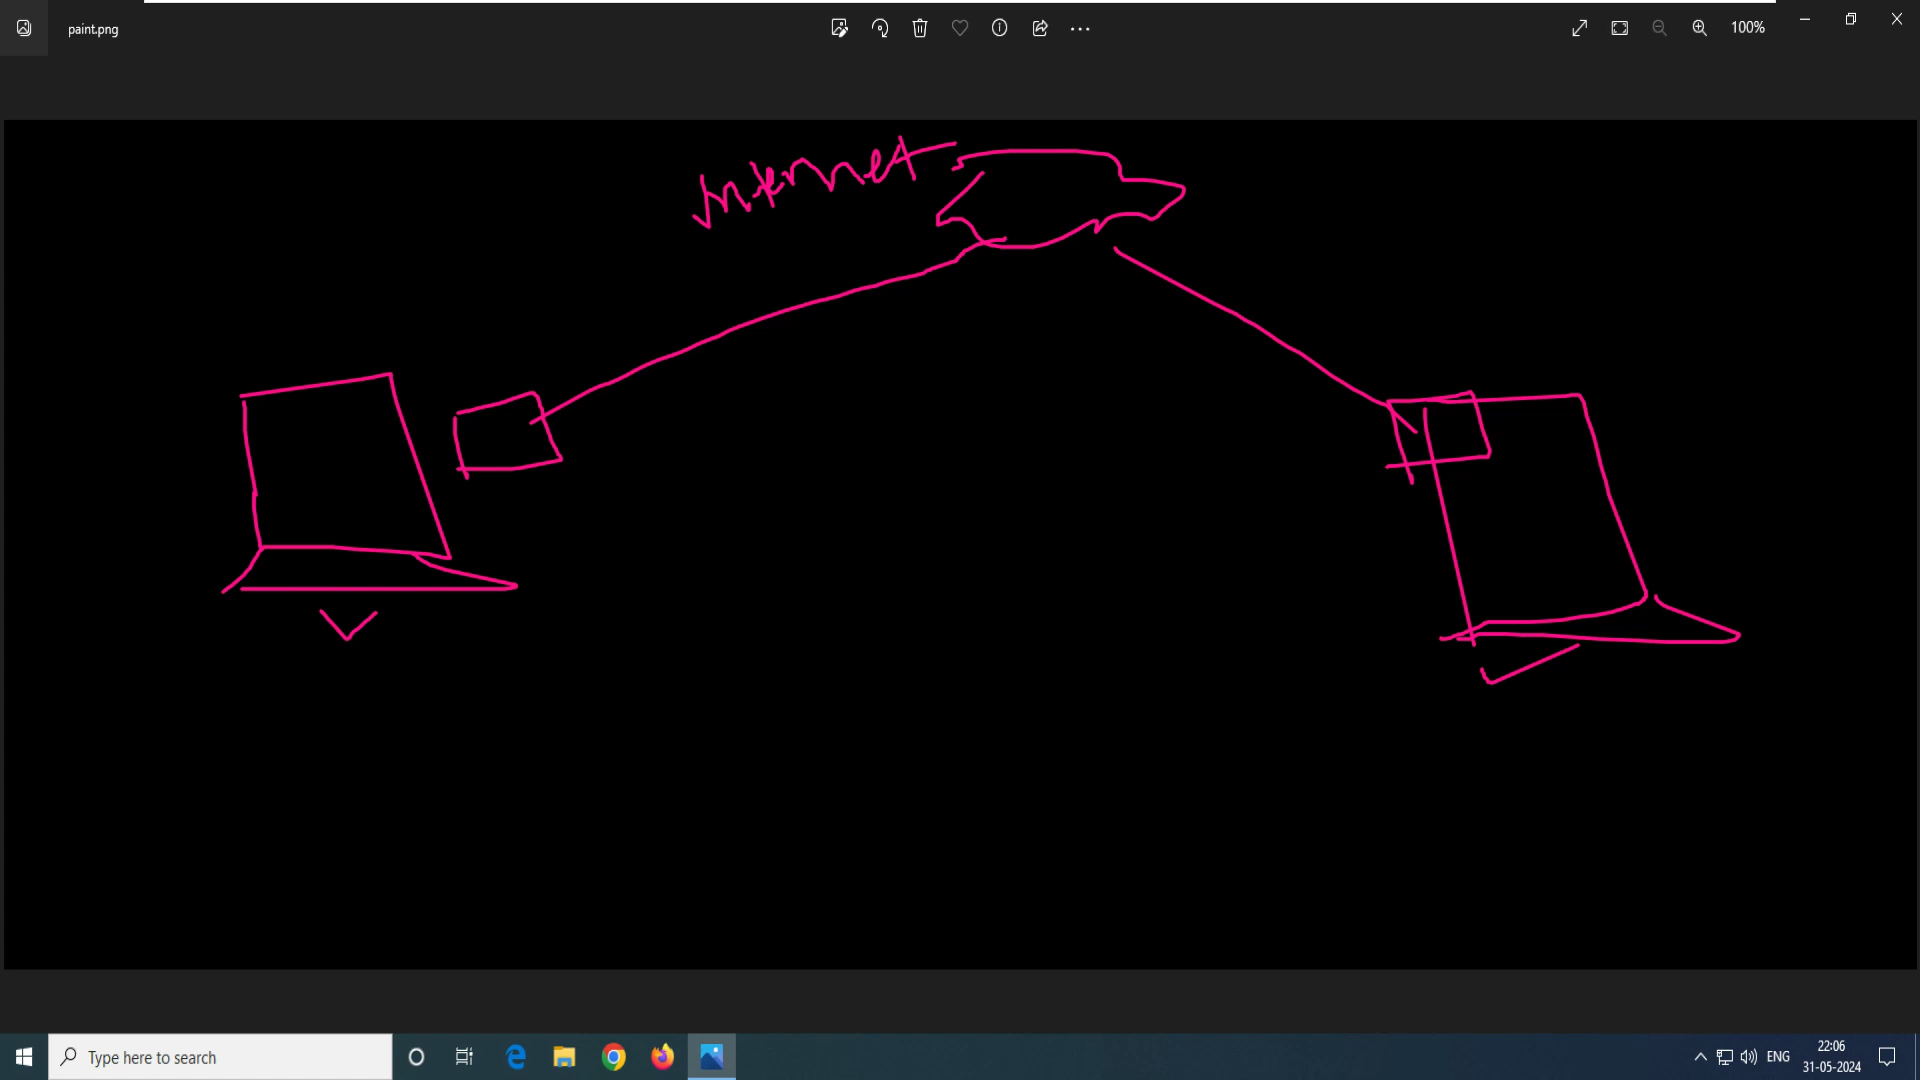 paint.png
100%
Internet
Type here to search
ENG
22:06
31-05-2024